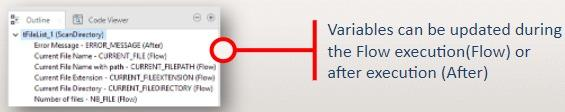 Outline
Code Viewer
tFileList_1 (ScanDirectory)
Error Message - ERROR_MESSAGE (After)
Current File Name - CURRENT_FILE (Flow)
Current File Name with path - CURRENT_FILEPATH (Flow)
Current File Extension - CURRENT_FILEEXTENSION (Flow)
Current File Directory - CURRENT_FILEDIRECTORY (Flow)
Number of files - NB_FILE (Flow)
Variables can be updated during
the Flow execution(Flow) or
after execution (After)